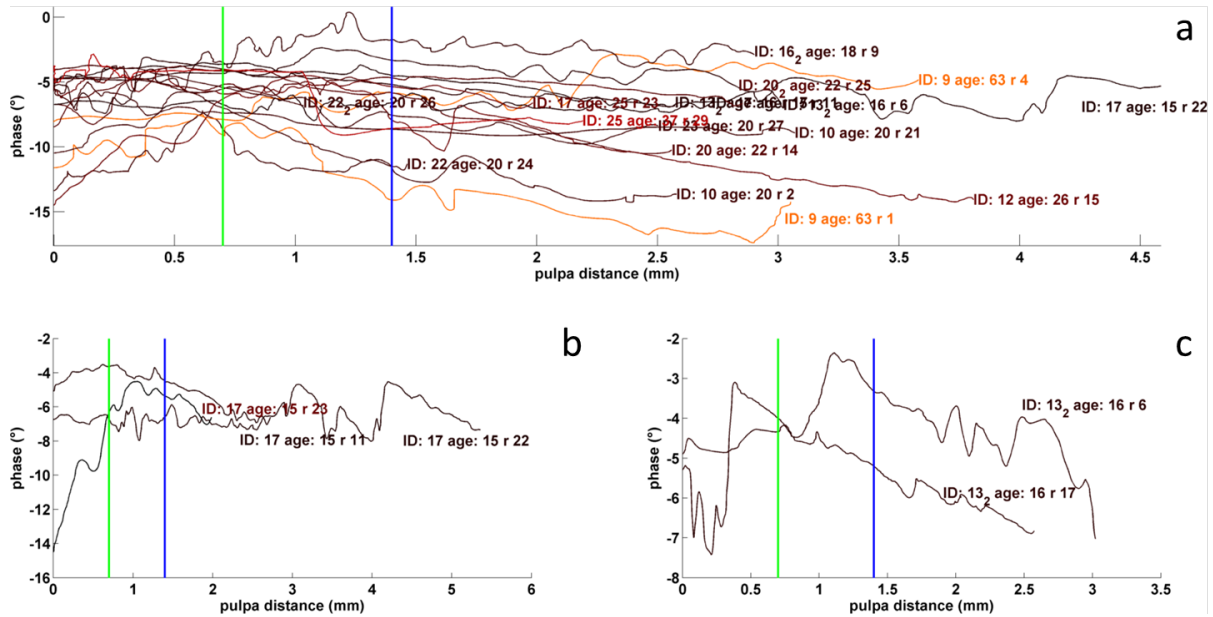 a
0
-5
-10
-15
phase (°)
ID: 16₂ age: 18 r 9
ID: 9 age: 63 r 4
ID: 20₂ age: 22 r 25
ID: 17 age: 15 r 22
ID: 22₂ age: 20 r 26
ID: 17 age: 25 r 23
ID: 13₂ age: 16 r 6
ID: 25 age: 27 r 29
ID: 23 age: 20 r 27
ID: 10 age: 20 r 21
ID: 20 age: 22 r 14
ID: 22 age: 20 r 24
ID: 10 age: 20 r 2
ID: 12 age: 26 r 15
ID: 9 age: 63 r 1
0 0.5 1 1.5 2 2.5 3 3.5 4 4.5
pulpa distance (mm)
b
-2
-4
-6
-8
-10
-12
-14
-16
phase (°)
ID: 17 age: 15 r 23
ID: 17 age: 15 r 11
ID: 17 age: 15 r 22
0 1 2 3 4 5 6
pulpa distance (mm)
c
-2
-3
-4
-5
-6
-7
-8
phase (°)
ID: 13₂ age: 16 r 6
ID: 13₂ age: 16 r 17
0 0.5 1 1.5 2 2.5 3 3.5
pulpa distance (mm)